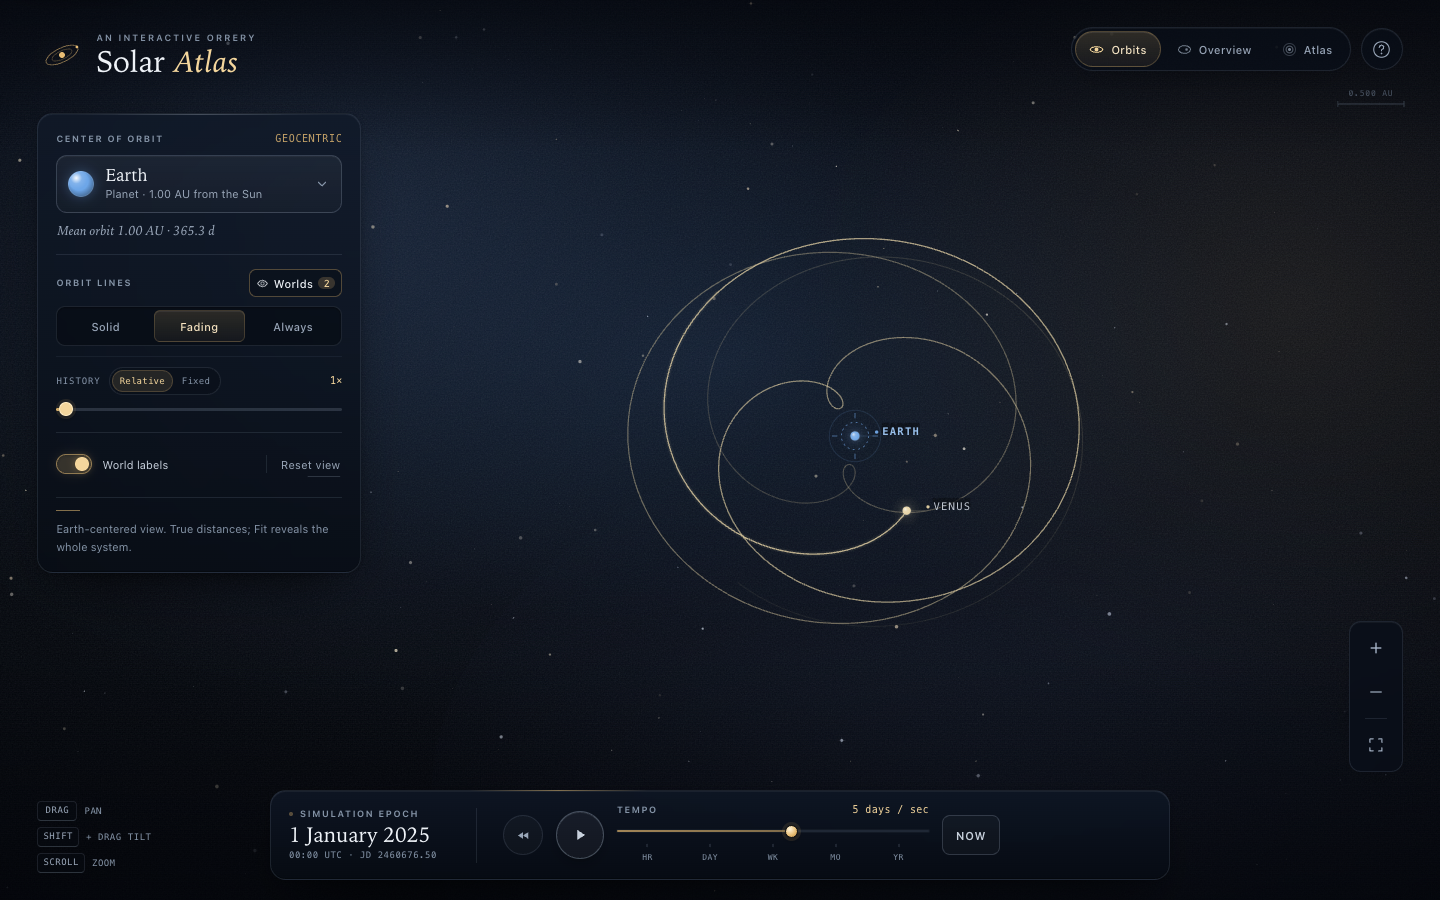 AN INTERACTIVE ORRERY
Solar Atlas
Orbits
Overview
Atlas
?
0.500 AU
CENTER OF ORBIT
GEOCENTRIC
Earth
Planet · 1.00 AU from the Sun
Mean orbit 1.00 AU · 365.3 d
ORBIT LINES
Worlds 2
Solid
Fading
Always
HISTORY
Relative
Fixed
1×
World labels
Reset view
Earth-centered view. True distances; Fit reveals the
whole system.
EARTH
VENUS
DRAG PAN
SHIFT + DRAG TILT
SCROLL ZOOM
SIMULATION EPOCH
1 January 2025
00:00 UTC · JD 2460676.50
TEMPO
5 days / sec
HR
DAY
WK
MO
YR
NOW